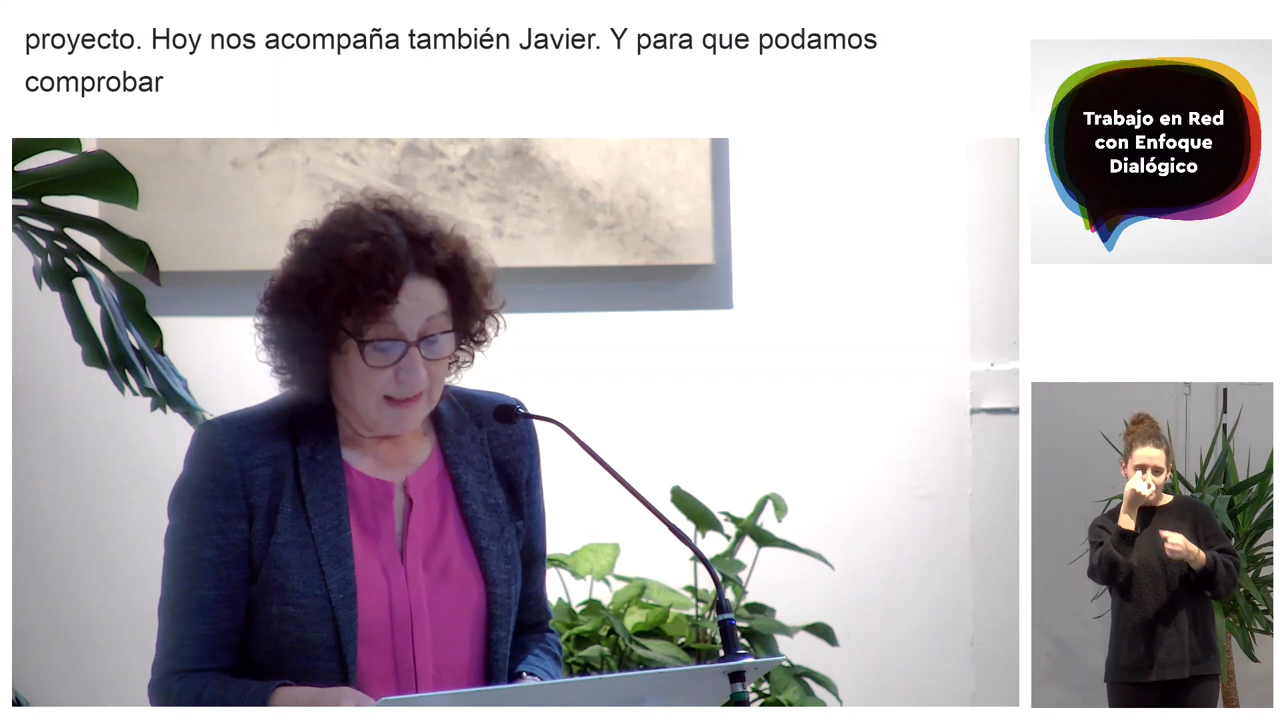 proyecto. Hoy nos acompaña también Javier. Y para que podamos
comprobar
Trabajo en Red
con Enfoque
Dialógico